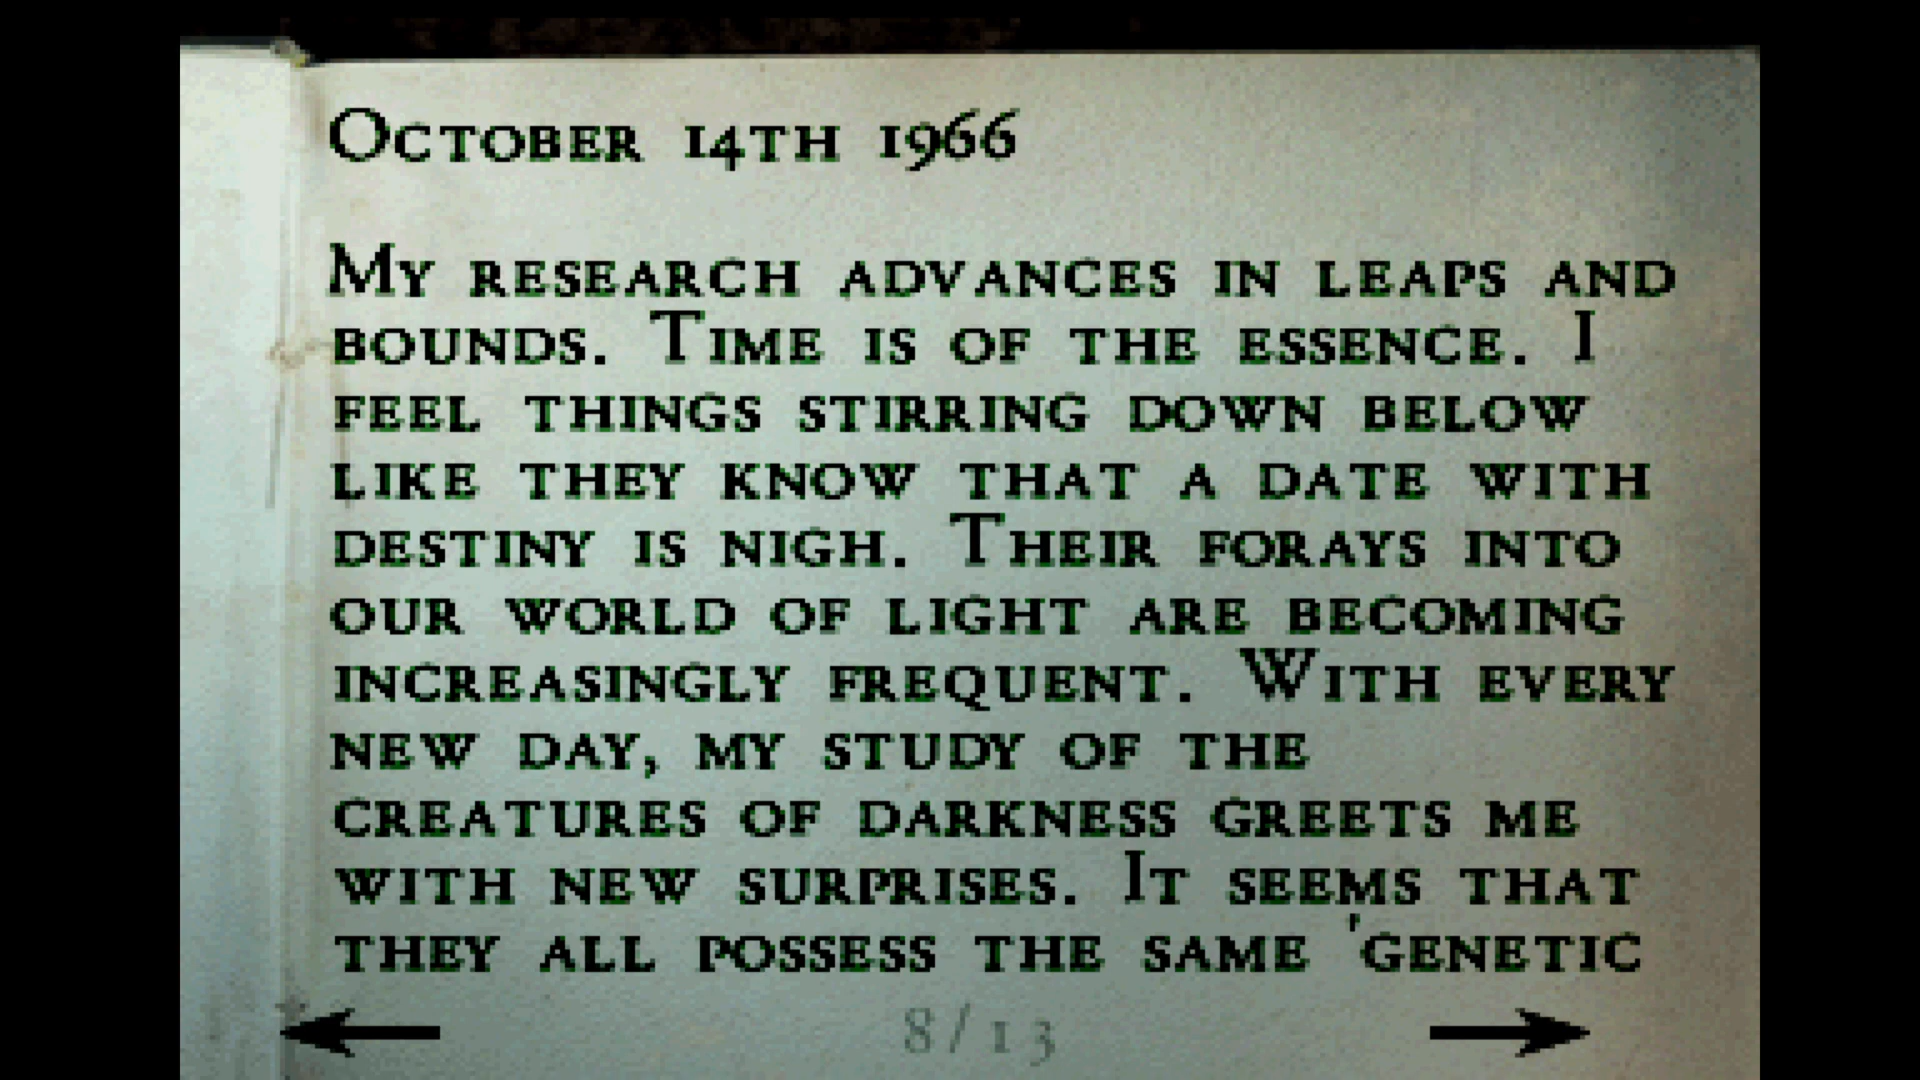 October 14th 1966
My research advances in leaps and
bounds. Time is of the essence. I
feel things stirring down below
like they know that a date with
destiny is nigh. Their forays into
our world of light are becoming
increasingly frequent. With every
new day, my study of the
creatures of darkness greets me
with new surprises. It seems that
they all possess the same 'genetic
8/13